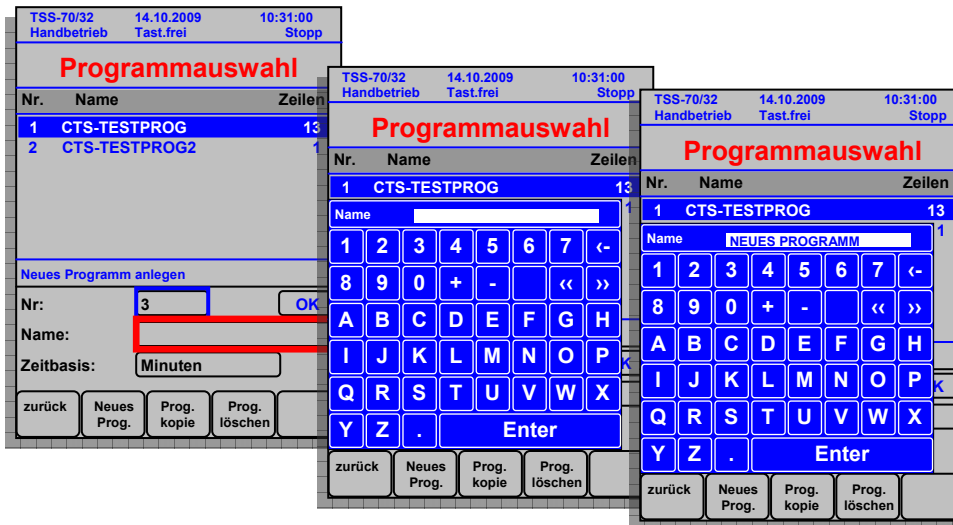 TSS-70/32 14.10.2009 10:31:00
Handbetrieb Tast.frei Stopp
Programmauswahl
Nr. Name Zeilen
1 CTS-TESTPROG 13
2 CTS-TESTPROG2 1
Neues Programm anlegen
Nr: 3 OK
Name:
Zeitbasis: Minuten
zurück Neues Prog. Prog. kopie Prog. löschen
TSS-70/32 14.10.2009 10:31:00
Handbetrieb Tast.frei Stopp
Programmauswahl
Nr. Name Zeilen
1 CTS-TESTPROG 13
1
Name
1 2 3 4 5 6 7 ‹-
8 9 0 + - ‹‹ ››
A B C D E F G H
I J K L M N O P
K
Q R S T U V W X
Y Z . Enter
zurück Neues Prog. Prog. kopie Prog. löschen
TSS-70/32 14.10.2009 10:31:00
Handbetrieb Tast.frei Stopp
Programmauswahl
Nr. Name Zeilen
1 CTS-TESTPROG 13
1
Name NEUES PROGRAMM
1 2 3 4 5 6 7 ‹-
8 9 0 + - ‹‹ ››
A B C D E F G H
I J K L M N O P
K
Q R S T U V W X
Y Z . Enter
zurück Neues Prog. Prog. kopie Prog. löschen